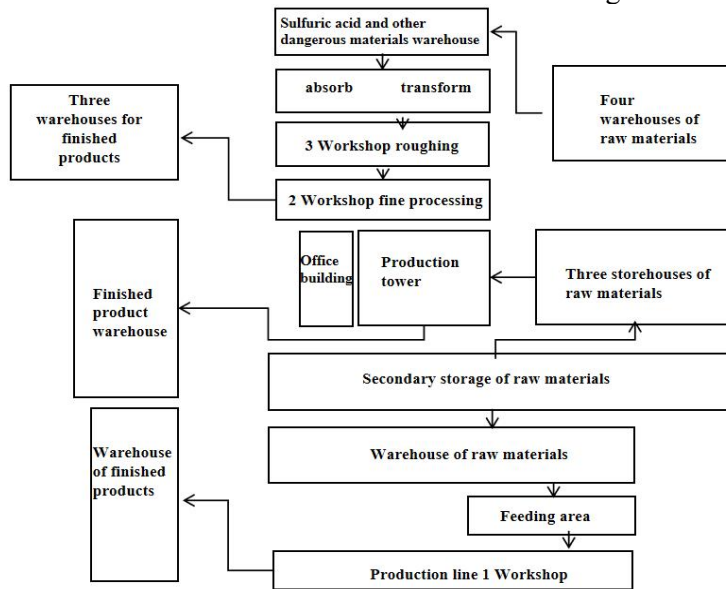 Sulfuric acid and other
dangerous materials warehouse
absorb transform
Three
warehouses for
finished
products
Four
warehouses of
raw materials
3 Workshop roughing
2 Workshop fine processing
Office
building
Production
tower
Three storehouses of
raw materials
Finished
product
warehouse
Secondary storage of raw materials
Warehouse
of finished
products
Warehouse of raw materials
Feeding area
Production line 1 Workshop